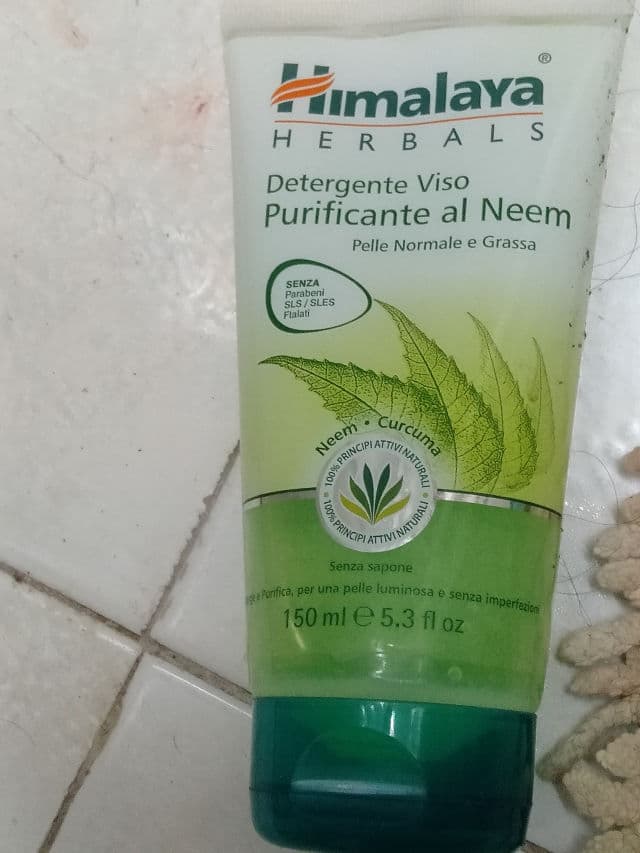 Himalaya®
HERBALS
Detergente Viso
Purificante al Neem
Pelle Normale e Grassa
SENZA
Parabeni
SLS / SLES
Ftalati
Neem • Curcuma
100% PRINCIPI ATTIVI NATURALI
100% PRINCIPI ATTIVI NATURALI
Senza sapone
e Purifica, per una pelle luminosa e senza imperfezioni
150 ml e 5.3 fl oz